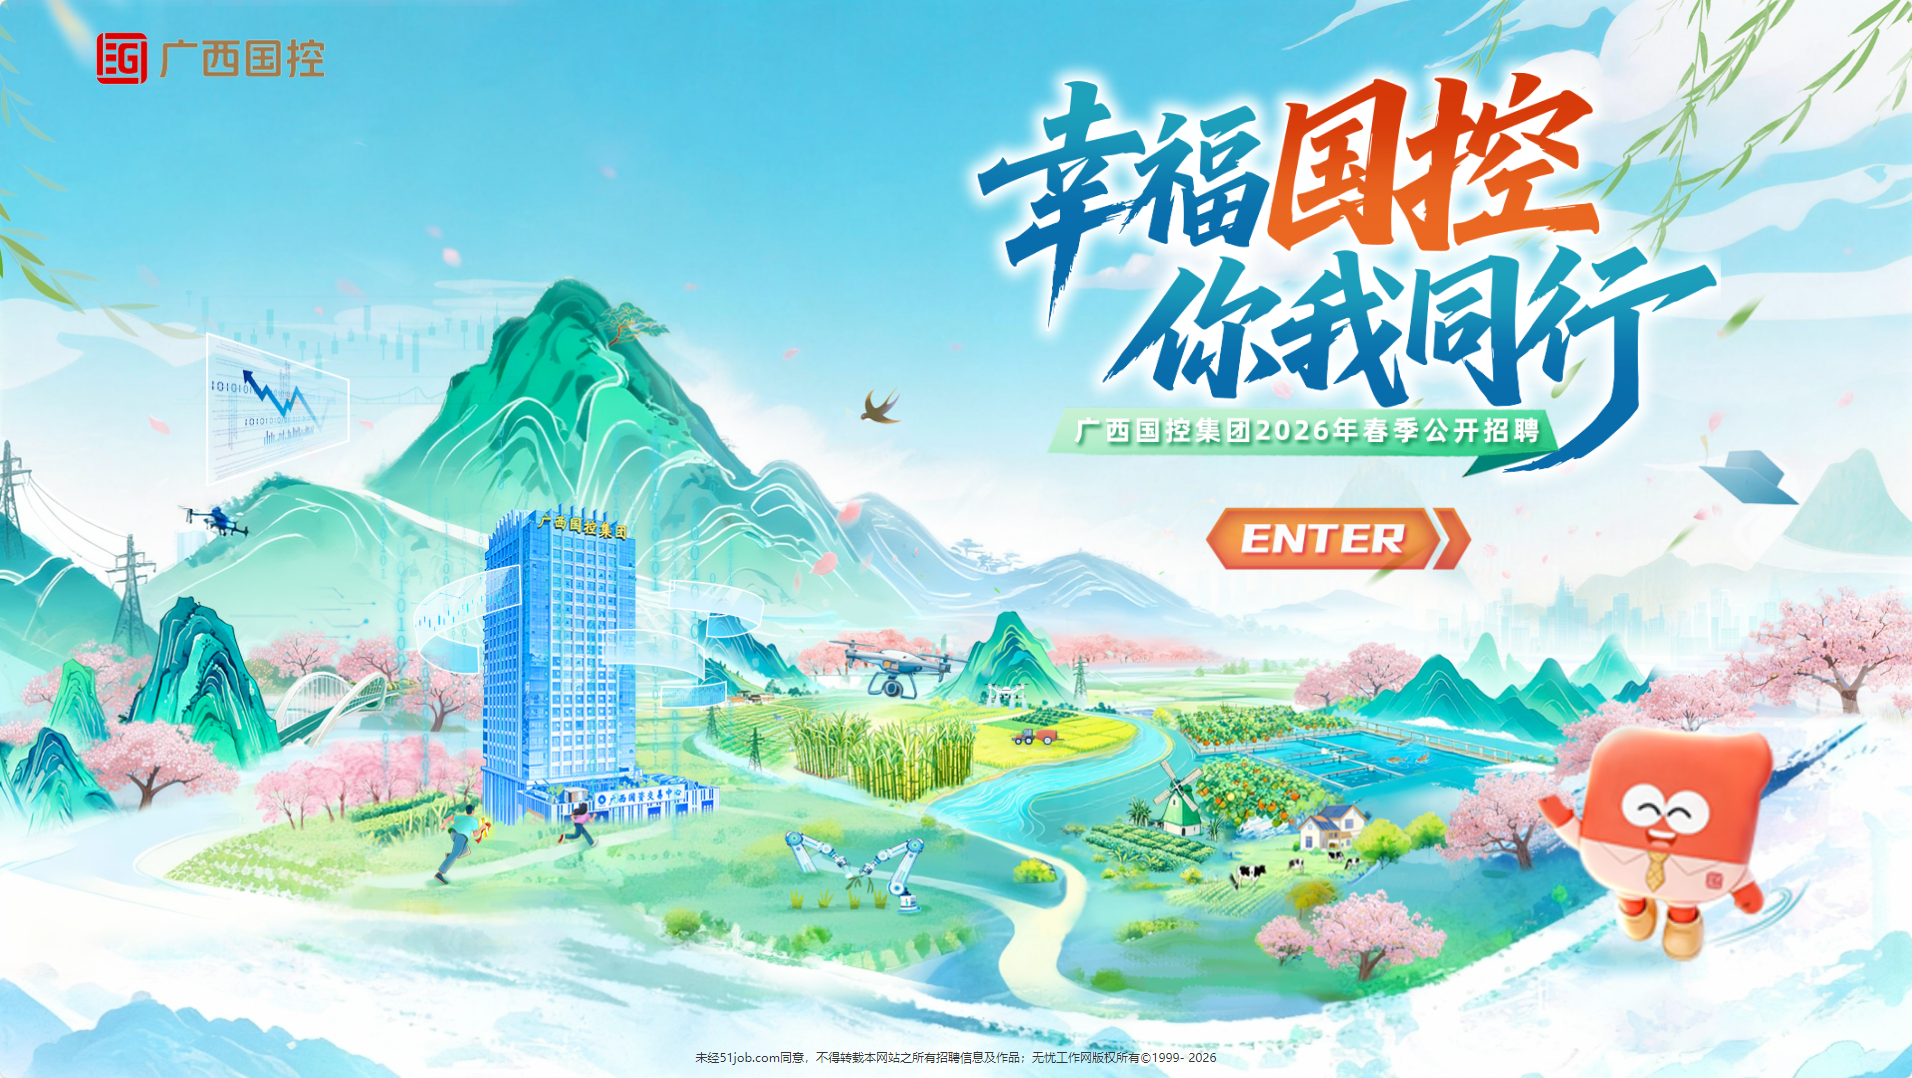 广西国控
幸福国控
你我同行
广西国控集团2026年春季公开招聘
ENTER
广西国控集团
未经51job.com同意，不得转载本网站之所有招聘信息及作品；无忧工作网版权所有©1999- 2026